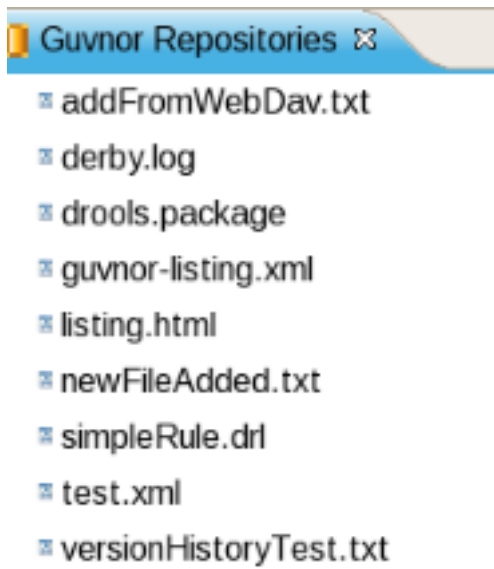 Guvnor Repositories
addFromWebDav.txt
derby.log
drools.package
guvnor-listing.xml
listing.html
newFileAdded.txt
simpleRule.drl
test.xml
versionHistoryTest.txt